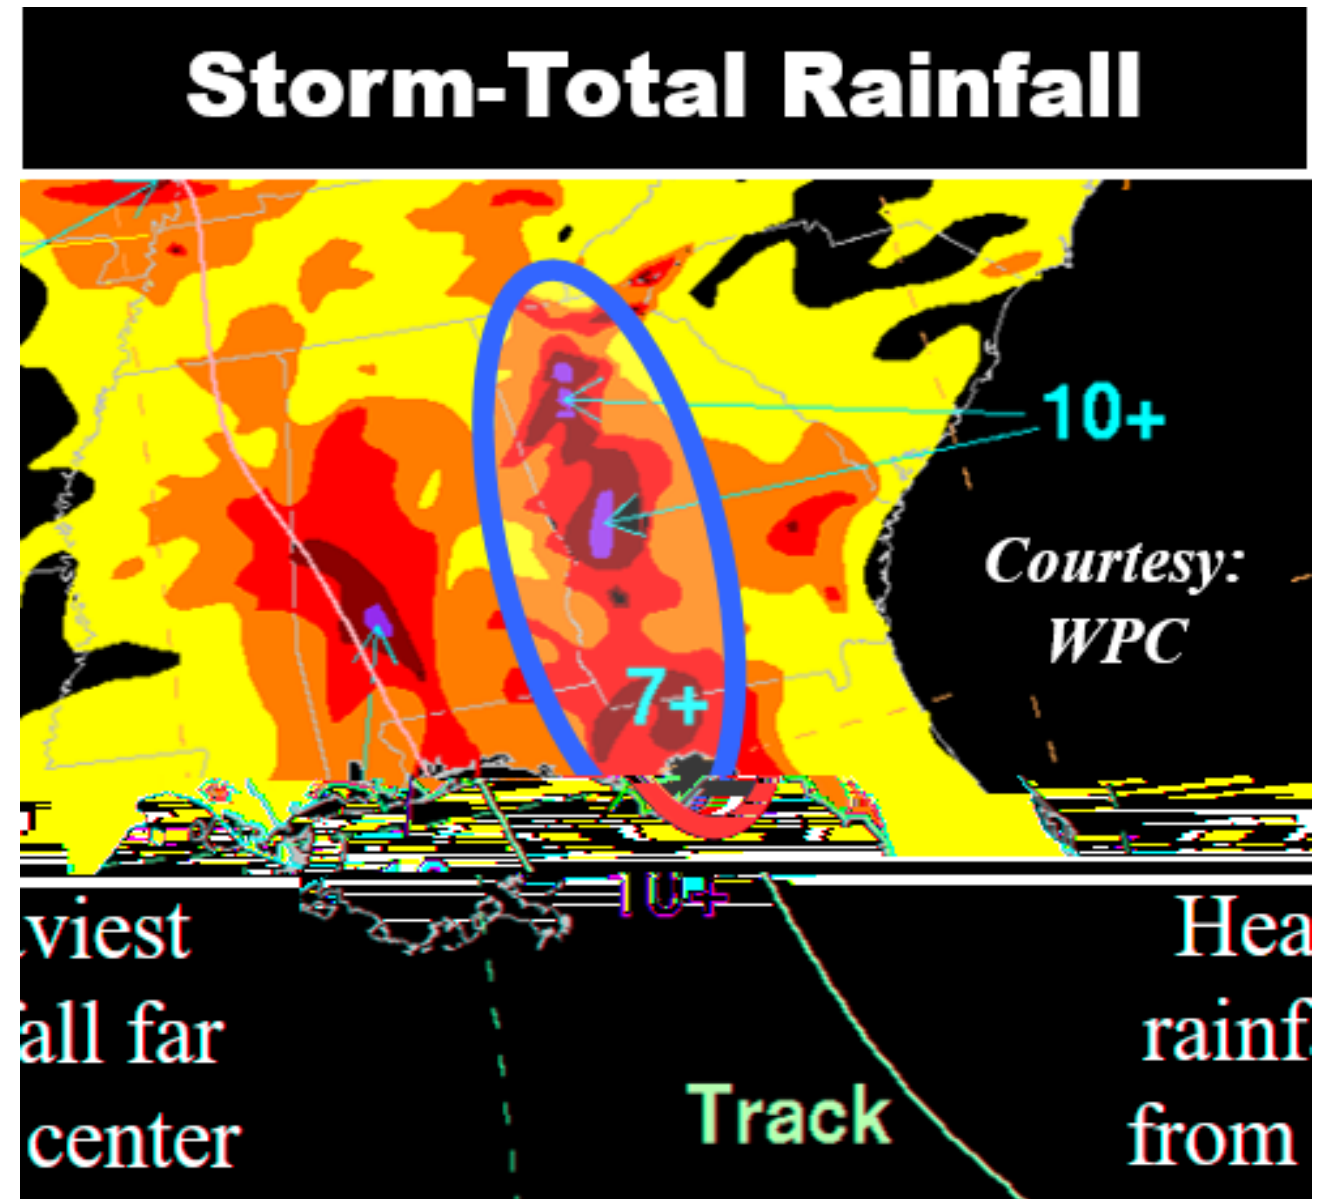 Storm-Total Rainfall
10+
Courtesy:
WPC
7+
10+
viest
Hea
all far
rainf
center
from
Track